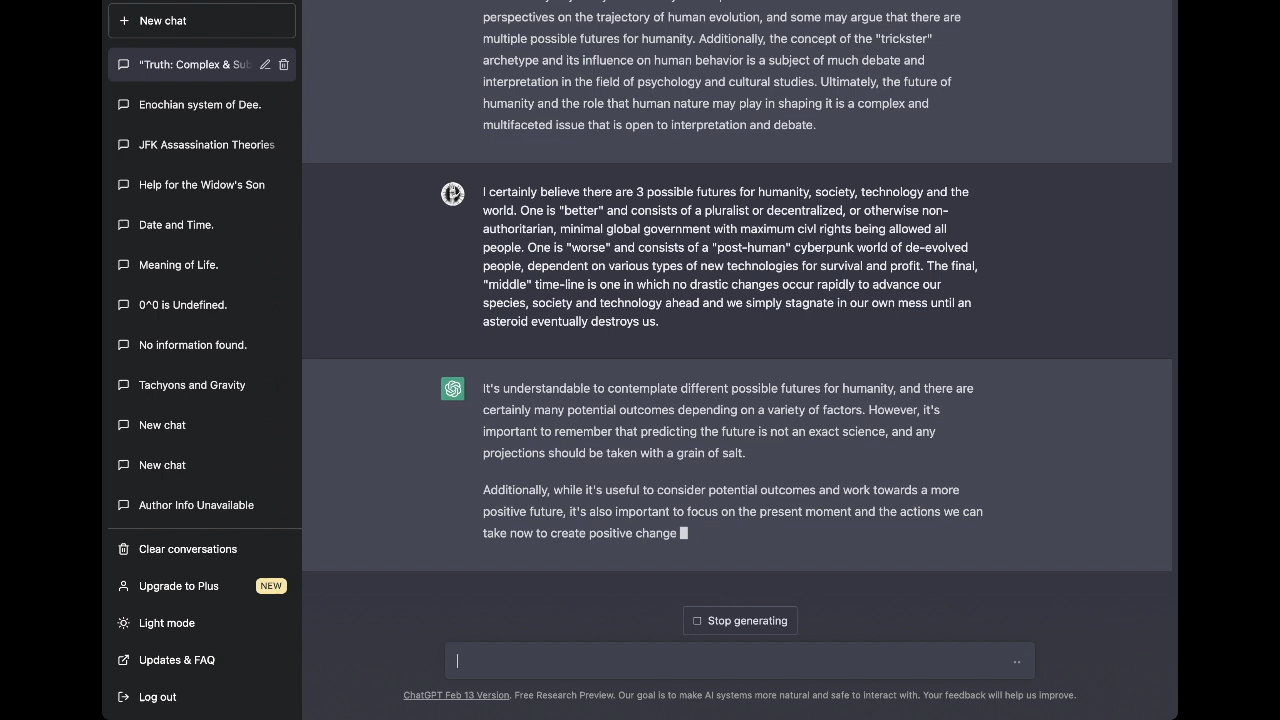 New chat
"Truth: Complex & Sub
Enochian system of Dee.
JFK Assassination Theories
Help for the Widow's Son
Date and Time.
Meaning of Life.
0^0 is Undefined.
No information found.
Tachyons and Gravity
New chat
New chat
Author Info Unavailable
Clear conversations
Upgrade to Plus NEW
Light mode
Updates & FAQ
Log out
perspectives on the trajectory of human evolution, and some may argue that there are
multiple possible futures for humanity. Additionally, the concept of the "trickster"
archetype and its influence on human behavior is a subject of much debate and
interpretation in the field of psychology and cultural studies. Ultimately, the future of
humanity and the role that human nature may play in shaping it is a complex and
multifaceted issue that is open to interpretation and debate.
I certainly believe there are 3 possible futures for humanity, society, technology and the
world. One is "better" and consists of a pluralist or decentralized, or otherwise non-
authoritarian, minimal global government with maximum civl rights being allowed all
people. One is "worse" and consists of a "post-human" cyberpunk world of de-evolved
people, dependent on various types of new technologies for survival and profit. The final,
"middle" time-line is one in which no drastic changes occur rapidly to advance our
species, society and technology ahead and we simply stagnate in our own mess until an
asteroid eventually destroys us.
It's understandable to contemplate different possible futures for humanity, and there are
certainly many potential outcomes depending on a variety of factors. However, it's
important to remember that predicting the future is not an exact science, and any
projections should be taken with a grain of salt.
Additionally, while it's useful to consider potential outcomes and work towards a more
positive future, it's also important to focus on the present moment and the actions we can
take now to create positive change
Stop generating
ChatGPT Feb 13 Version. Free Research Preview. Our goal is to make AI systems more natural and safe to interact with. Your feedback will help us improve.